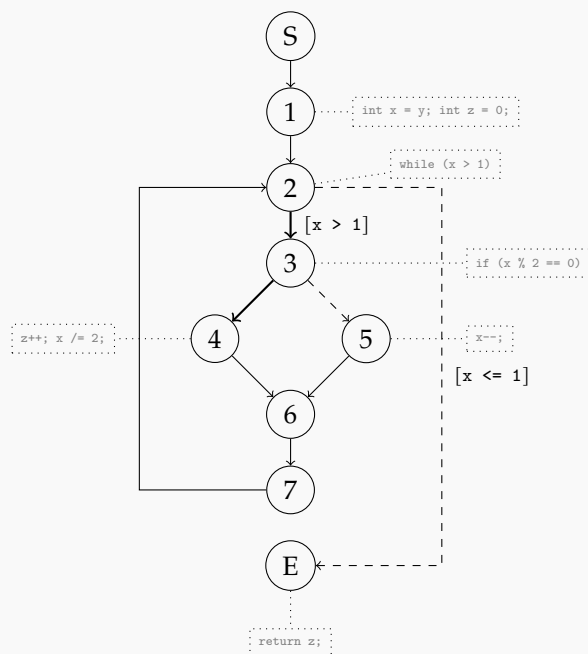 S
1
int x = y; int z = 0;
while (x > 1)
2
[x > 1]
3
if (x % 2 == 0)
z++; x /= 2;
4
5
x--;
[x <= 1]
6
7
E
return z;